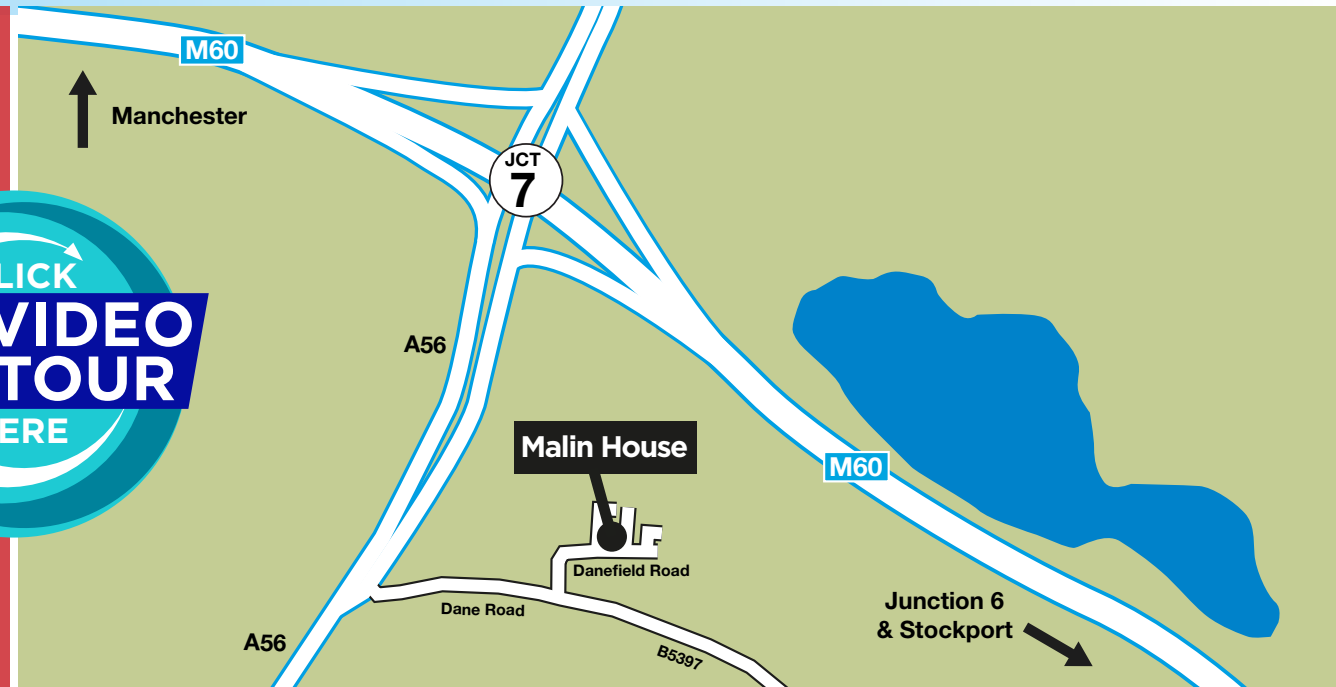 M60
Manchester
JCT
7
LICK
VIDEO
TOUR
ERE
A56
Malin House
M60
Danefield Road
Dane Road
Junction 6
& Stockport
A56
B5397